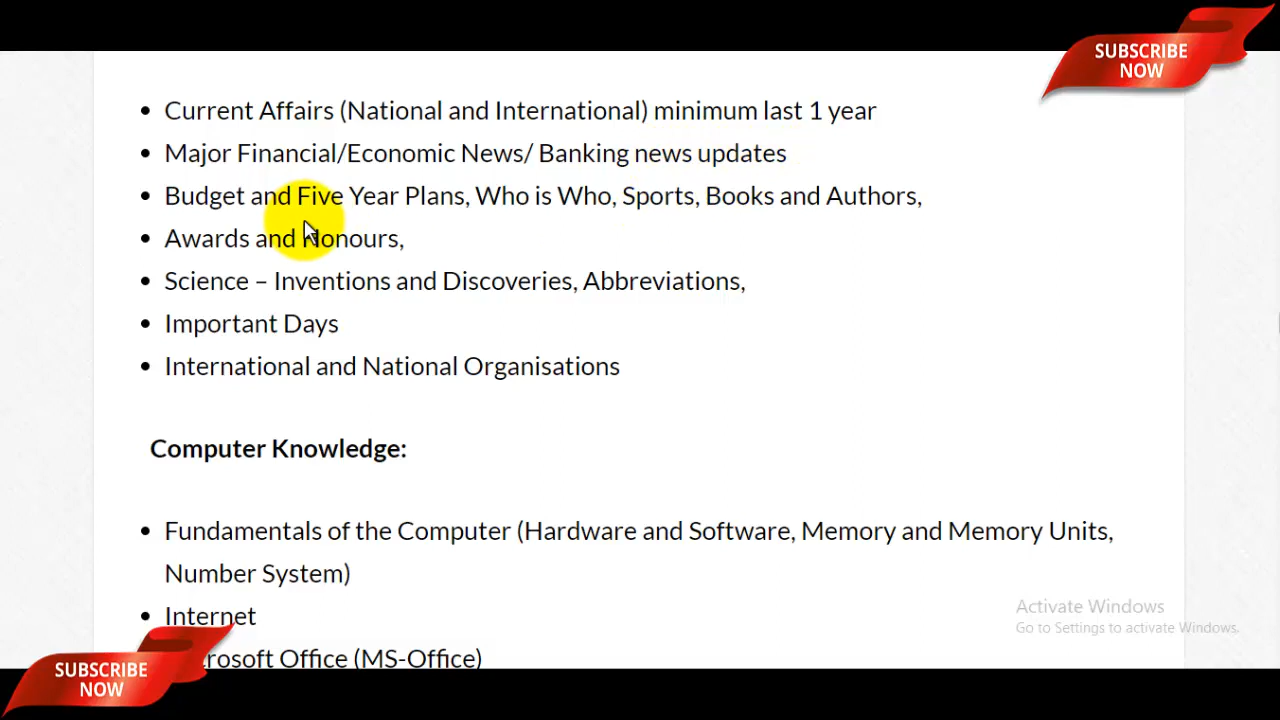 SUBSCRIBE
NOW
Current Affairs (National and International) minimum last 1 year
Major Financial/Economic News/ Banking news updates
Budget and Five Year Plans, Who is Who, Sports, Books and Authors,
Awards and Honours,
Science – Inventions and Discoveries, Abbreviations,
Important Days
International and National Organisations
Computer Knowledge:
Fundamentals of the Computer (Hardware and Software, Memory and Memory Units,
Number System)
Internet
Activate Windows
Go to Settings to activate Windows.
rosoft Office (MS-Office)
SUBSCRIBE
NOW